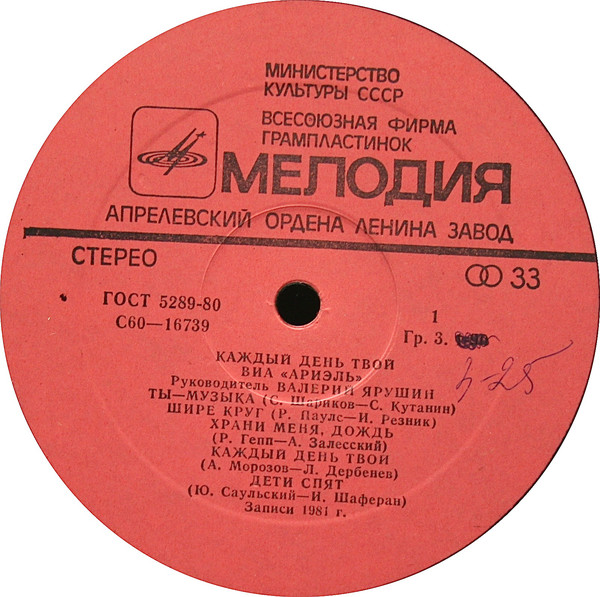 МИНИСТЕРСТВО
КУЛЬТУРЫ СССР
ВСЕСОЮЗНАЯ ФИРМА
ГРАМПЛАСТИНОК
МЕЛОДИЯ
АПРЕЛЕВСКИЙ ОРДЕНА ЛЕНИНА ЗАВОД
СТЕРЕО
33
ГОСТ 5289-80
С60—16739
1
Гр. 3.
3-25
КАЖДЫЙ ДЕНЬ ТВОЙ
ВИА «АРИЭЛЬ»
Руководитель ВАЛЕРИЙ ЯРУШИН
ТЫ—МУЗЫКА (С. Шариков—С. Кутанин)
ШИРЕ КРУГ (Р. Паулс—И. Резник)
ХРАНИ МЕНЯ, ДОЖДЬ
(Р. Гепп—А. Залесский)
КАЖДЫЙ ДЕНЬ ТВОЙ
(А. Морозов—Л. Дербенев)
ДЕТИ СПЯТ
(Ю. Саульский—И. Шаферан)
Записи 1981 г.